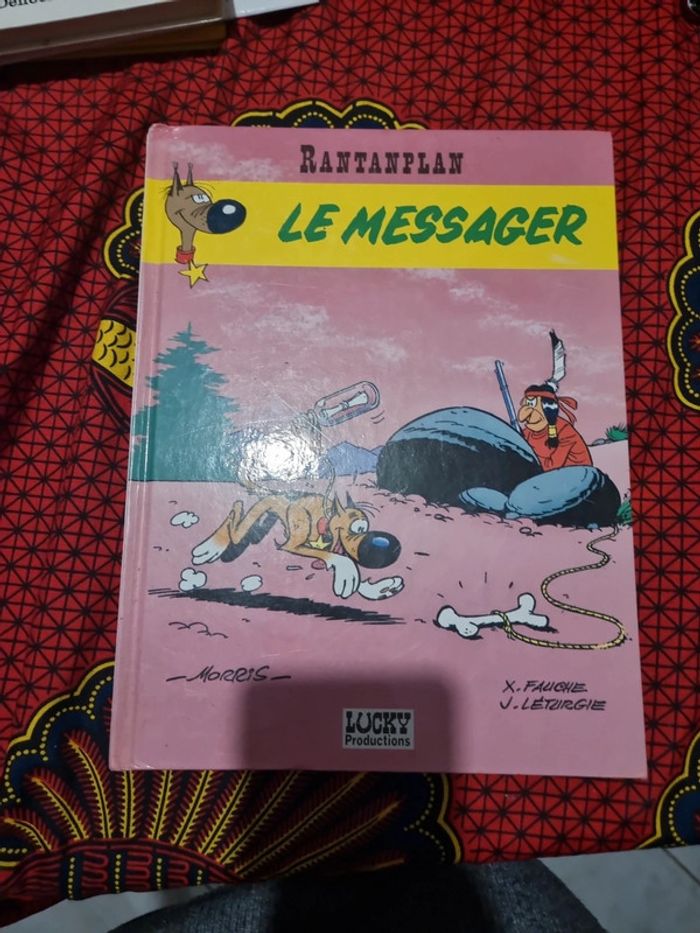 RANTANPLAN
LE MESSAGER
MORRIS
X. FAUCHE
J. LÉTURGIE
LUCKY
Productions